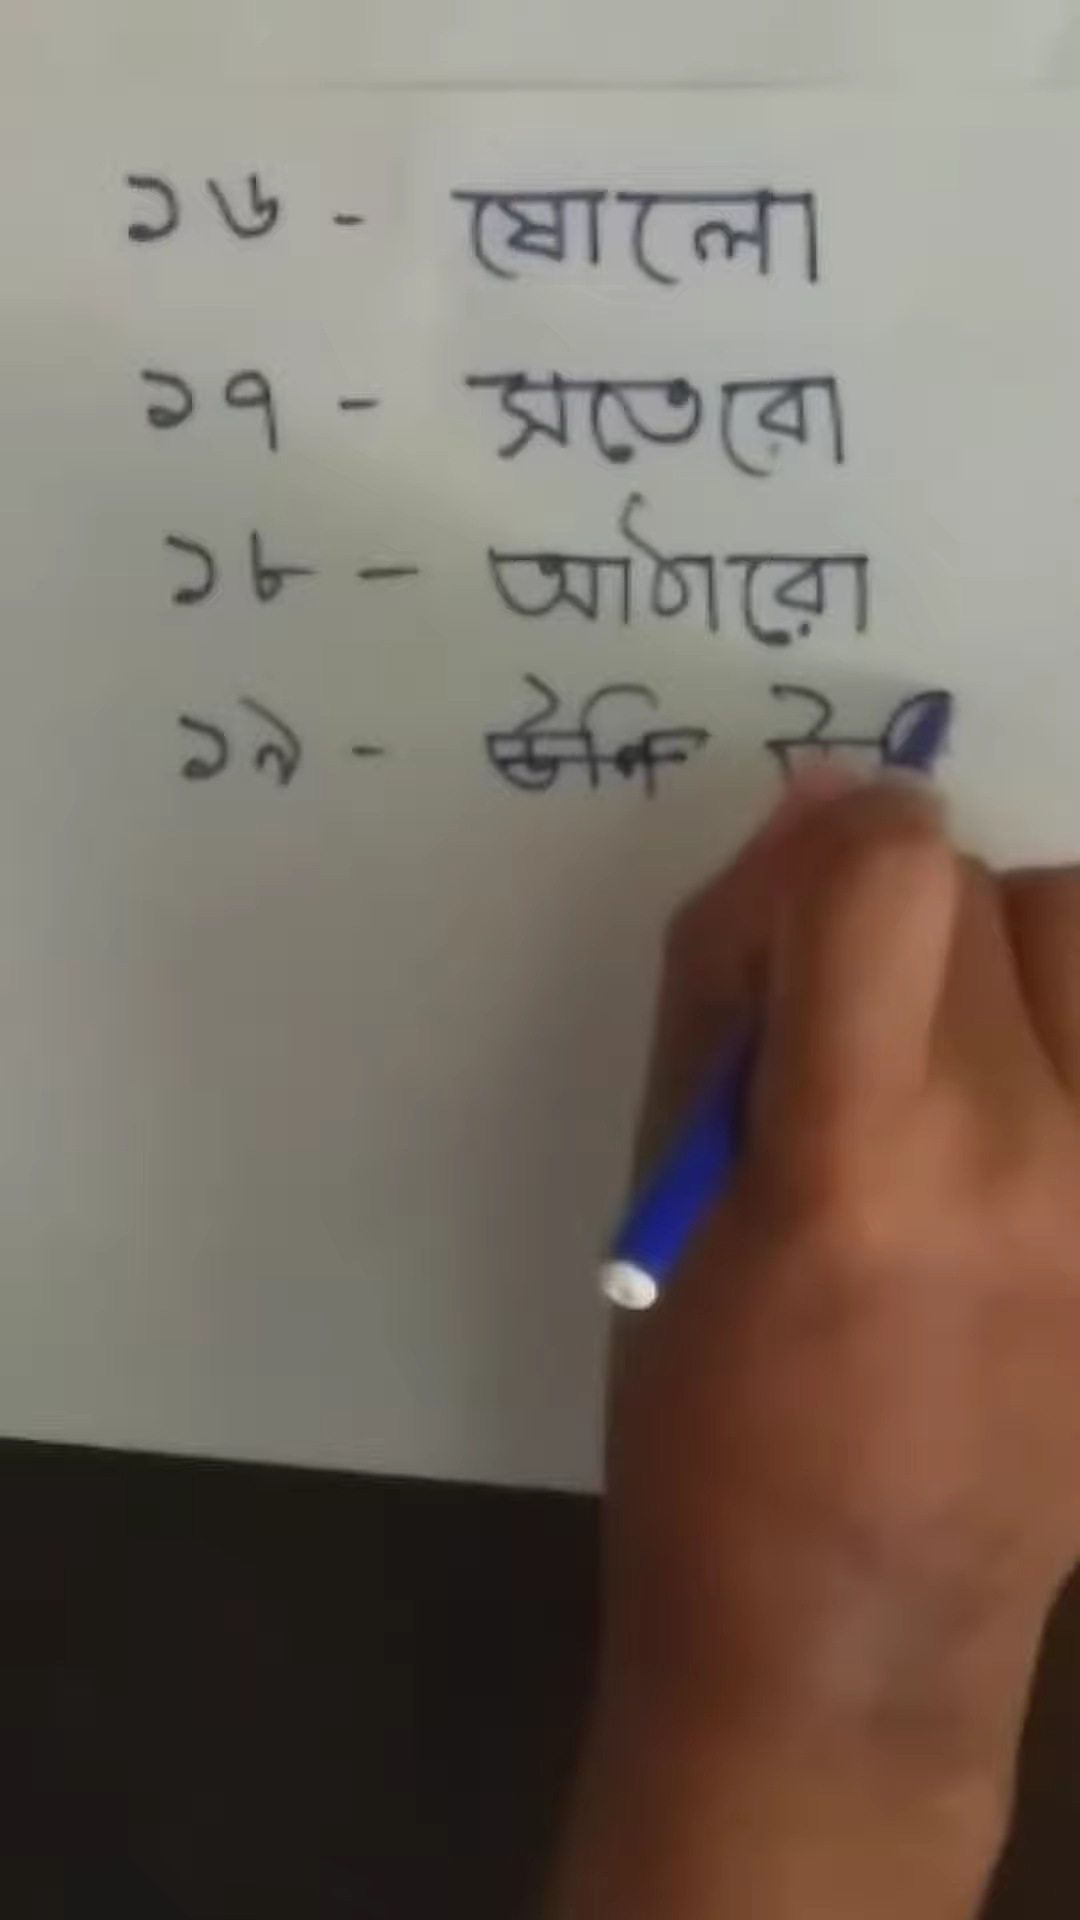 ১৬ - ষোলো
১৭ - সতেরো
১৮ - আঠারো
১৯ -